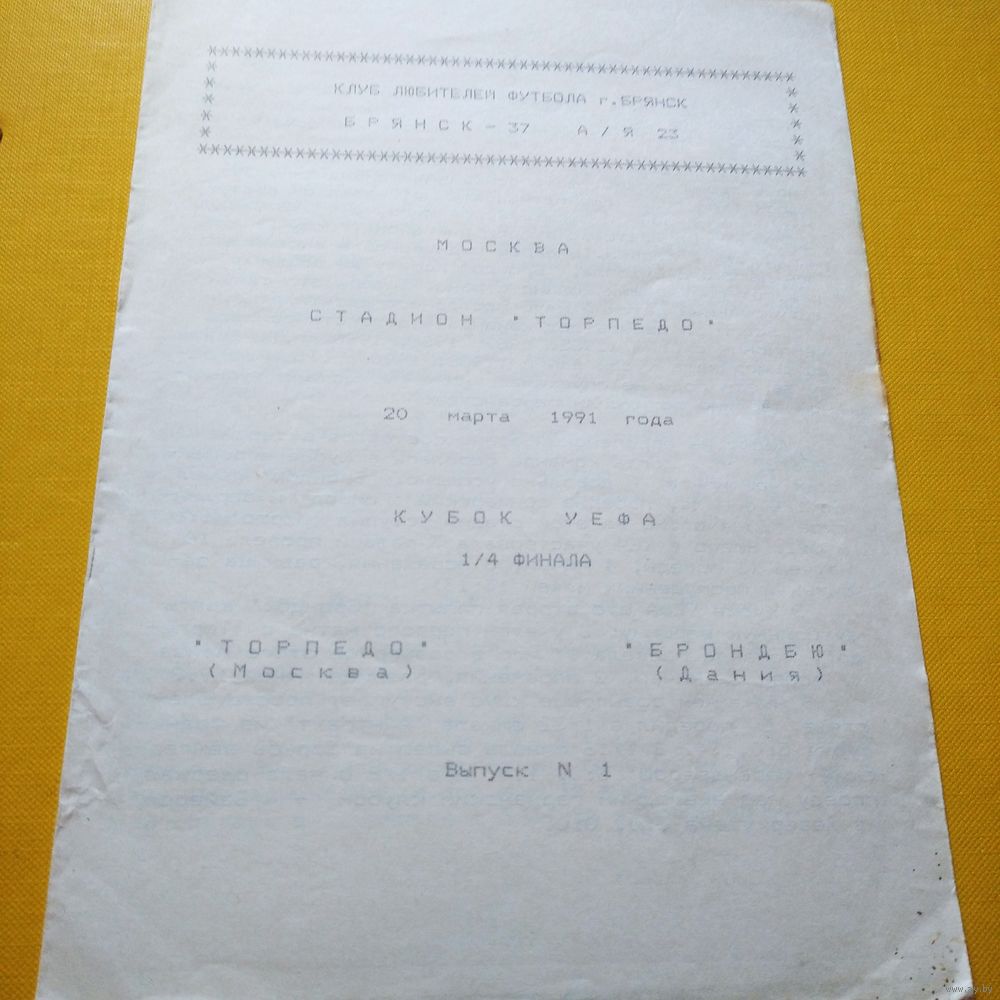 КЛУБ ЛЮБИТЕЛЕЙ ФУТБОЛА г.БРЯНСК
БРЯНСК-37 А/Я 23
МОСКВА
СТАДИОН "ТОРПЕДО"
20 марта 1991 года
КУБОК УЕФА
1/4 ФИНАЛА
"ТОРПЕДО" "БРОНДБЮ"
(Москва) (Дания)
Выпуск N 1